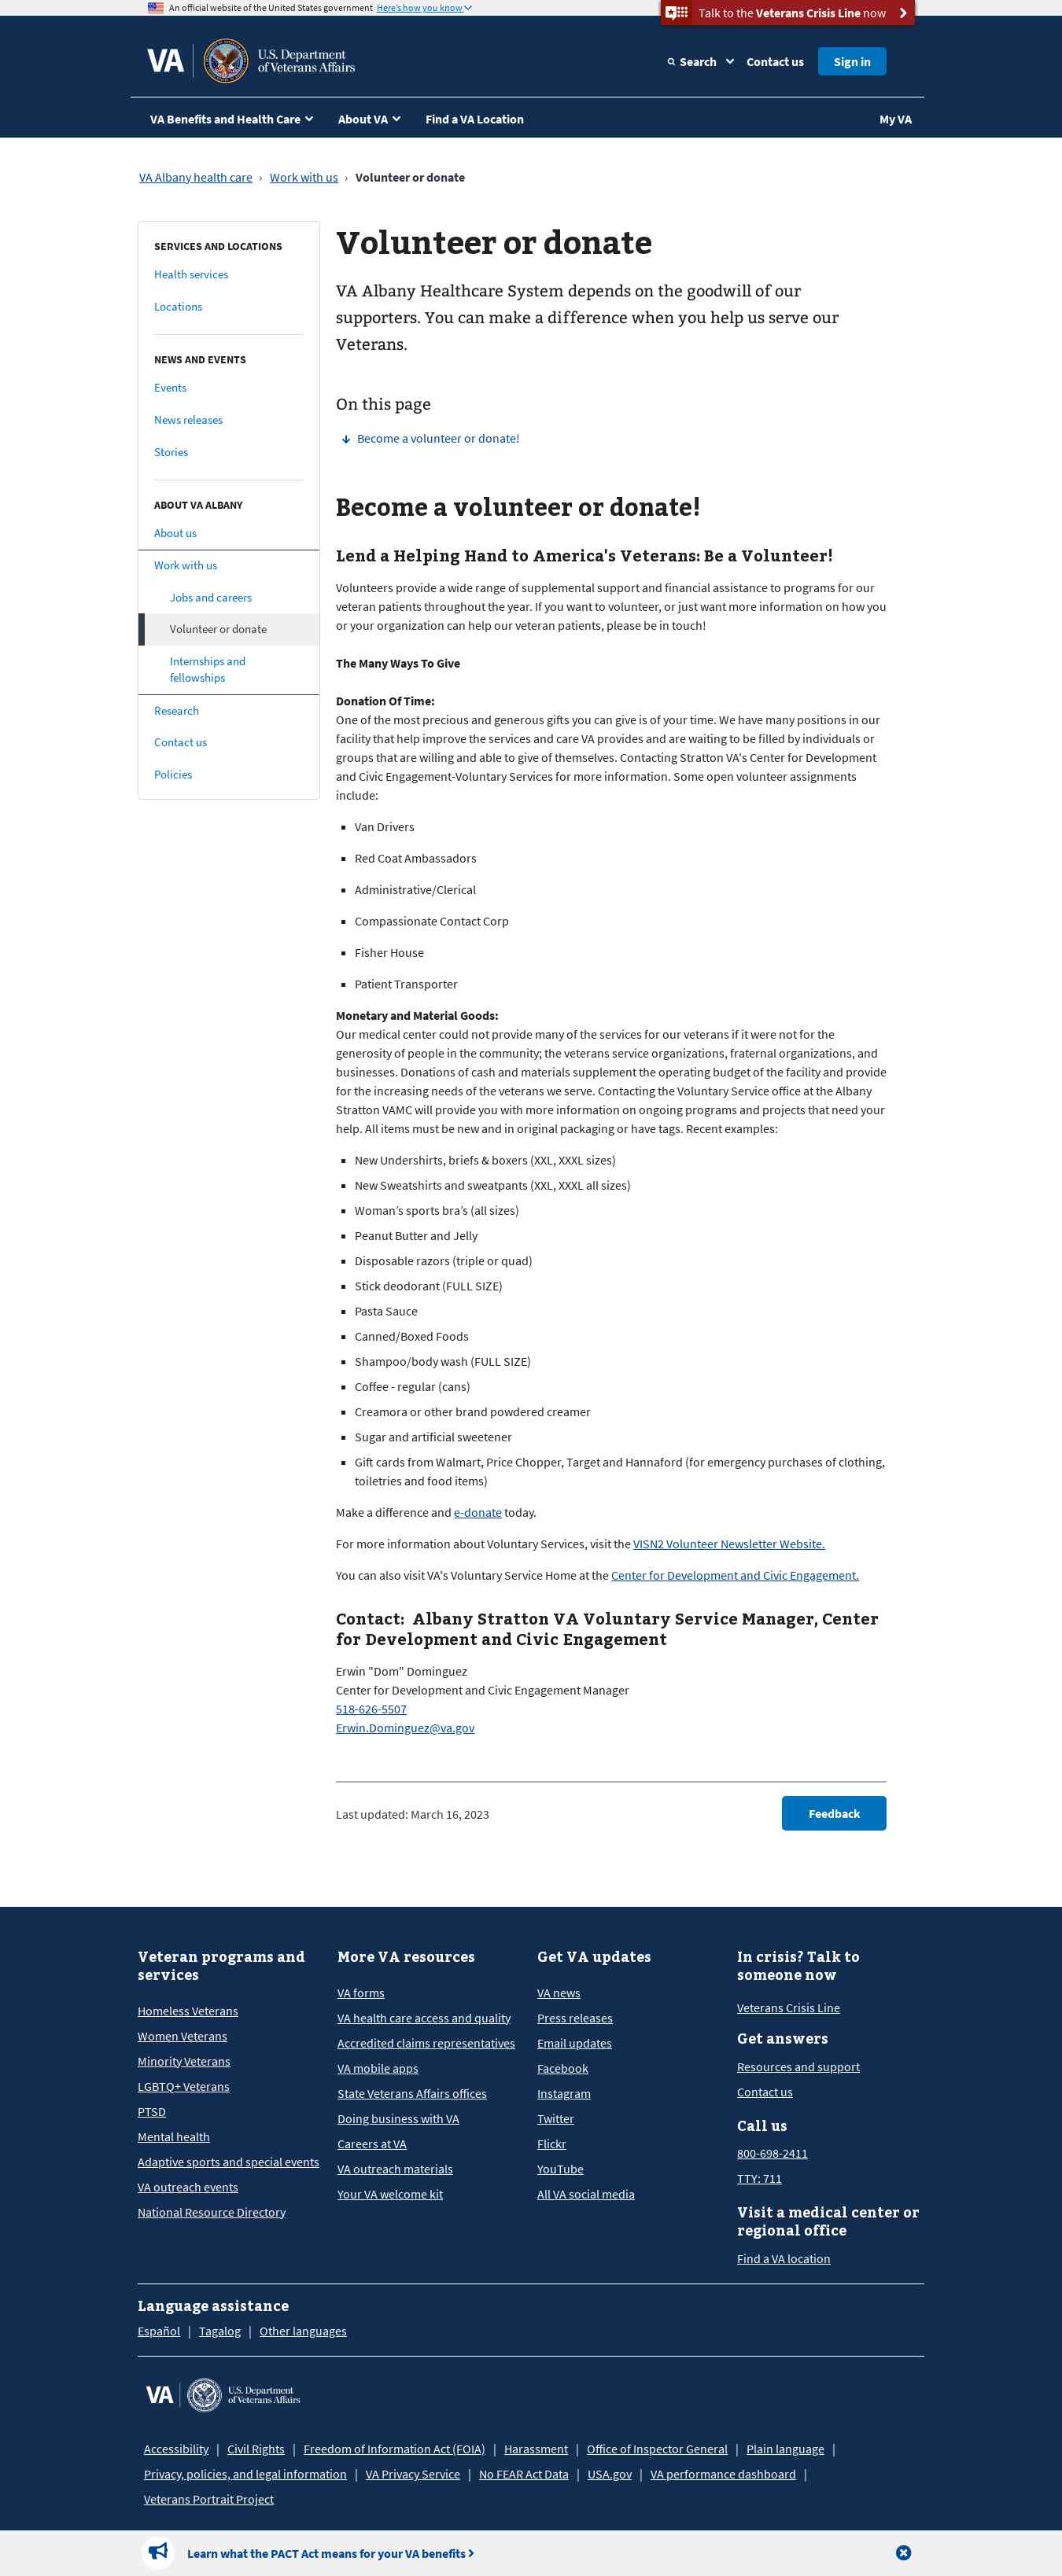 An official website of the United States government Here's how you know
Talk to the Veterans Crisis Line now
VA
U.S. Department
of Veterans Affairs
Search
Contact us
Sign in
VA Benefits and Health Care
About VA
Find a VA Location
My VA
VA Albany health care › Work with us › Volunteer or donate
SERVICES AND LOCATIONS
Health services
Locations
NEWS AND EVENTS
Events
News releases
Stories
ABOUT VA ALBANY
About us
Work with us
Jobs and careers
Volunteer or donate
Internships and
fellowships
Research
Contact us
Policies
Volunteer or donate
VA Albany Healthcare System depends on the goodwill of our
supporters. You can make a difference when you help us serve our
Veterans.
On this page
Become a volunteer or donate!
Become a volunteer or donate!
Lend a Helping Hand to America's Veterans: Be a Volunteer!
Volunteers provide a wide range of supplemental support and financial assistance to programs for our
veteran patients throughout the year. If you want to volunteer, or just want more information on how you
or your organization can help our veteran patients, please be in touch!
The Many Ways To Give
Donation Of Time:
One of the most precious and generous gifts you can give is of your time. We have many positions in our
facility that help improve the services and care VA provides and are waiting to be filled by individuals or
groups that are willing and able to give of themselves. Contacting Stratton VA's Center for Development
and Civic Engagement-Voluntary Services for more information. Some open volunteer assignments
include:
Van Drivers
Red Coat Ambassadors
Administrative/Clerical
Compassionate Contact Corp
Fisher House
Patient Transporter
Monetary and Material Goods:
Our medical center could not provide many of the services for our veterans if it were not for the
generosity of people in the community; the veterans service organizations, fraternal organizations, and
businesses. Donations of cash and materials supplement the operating budget of the facility and provide
for the increasing needs of the veterans we serve. Contacting the Voluntary Service office at the Albany
Stratton VAMC will provide you with more information on ongoing programs and projects that need your
help. All items must be new and in original packaging or have tags. Recent examples:
New Undershirts, briefs & boxers (XXL, XXXL sizes)
New Sweatshirts and sweatpants (XXL, XXXL all sizes)
Woman’s sports bra’s (all sizes)
Peanut Butter and Jelly
Disposable razors (triple or quad)
Stick deodorant (FULL SIZE)
Pasta Sauce
Canned/Boxed Foods
Shampoo/body wash (FULL SIZE)
Coffee - regular (cans)
Creamora or other brand powdered creamer
Sugar and artificial sweetener
Gift cards from Walmart, Price Chopper, Target and Hannaford (for emergency purchases of clothing,
toiletries and food items)
Make a difference and e-donate today.
For more information about Voluntary Services, visit the VISN2 Volunteer Newsletter Website.
You can also visit VA's Voluntary Service Home at the Center for Development and Civic Engagement.
Contact: Albany Stratton VA Voluntary Service Manager, Center
for Development and Civic Engagement
Erwin "Dom" Dominguez
Center for Development and Civic Engagement Manager
518-626-5507
Erwin.Dominguez@va.gov
Last updated: March 16, 2023
Feedback
Veteran programs and
services
Homeless Veterans
Women Veterans
Minority Veterans
LGBTQ+ Veterans
PTSD
Mental health
Adaptive sports and special events
VA outreach events
National Resource Directory
More VA resources
VA forms
VA health care access and quality
Accredited claims representatives
VA mobile apps
State Veterans Affairs offices
Doing business with VA
Careers at VA
VA outreach materials
Your VA welcome kit
Get VA updates
VA news
Press releases
Email updates
Facebook
Instagram
Twitter
Flickr
YouTube
All VA social media
In crisis? Talk to
someone now
Veterans Crisis Line
Get answers
Resources and support
Contact us
Call us
800-698-2411
TTY: 711
Visit a medical center or
regional office
Find a VA location
Language assistance
Español | Tagalog | Other languages
VA
U.S. Department
of Veterans Affairs
Accessibility | Civil Rights | Freedom of Information Act (FOIA) | Harassment | Office of Inspector General | Plain language |
Privacy, policies, and legal information | VA Privacy Service | No FEAR Act Data | USA.gov | VA performance dashboard |
Veterans Portrait Project
Learn what the PACT Act means for your VA benefits